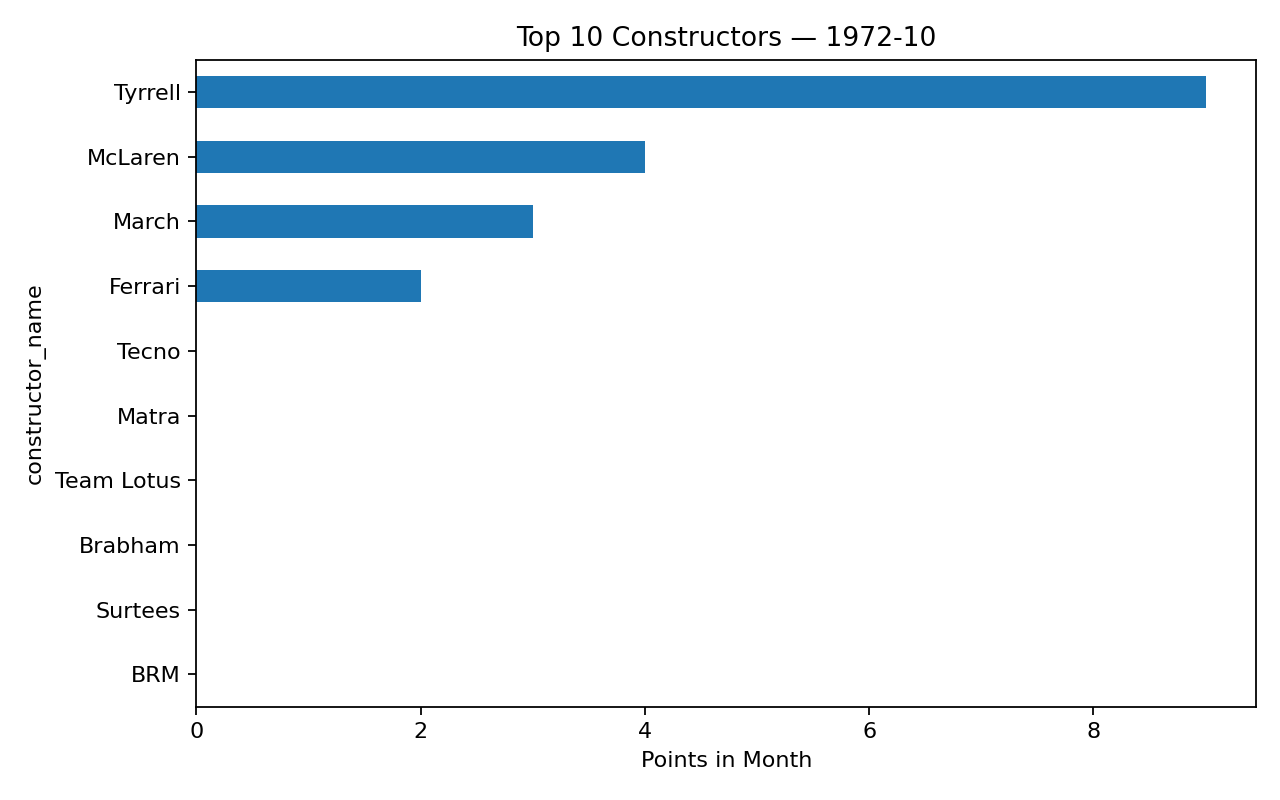 Top 10 Constructors — 1972-10
constructor_name
Tyrrell
McLaren
March
Ferrari
Tecno
Matra
Team Lotus
Brabham
Surtees
BRM
0 2 4 6 8
Points in Month